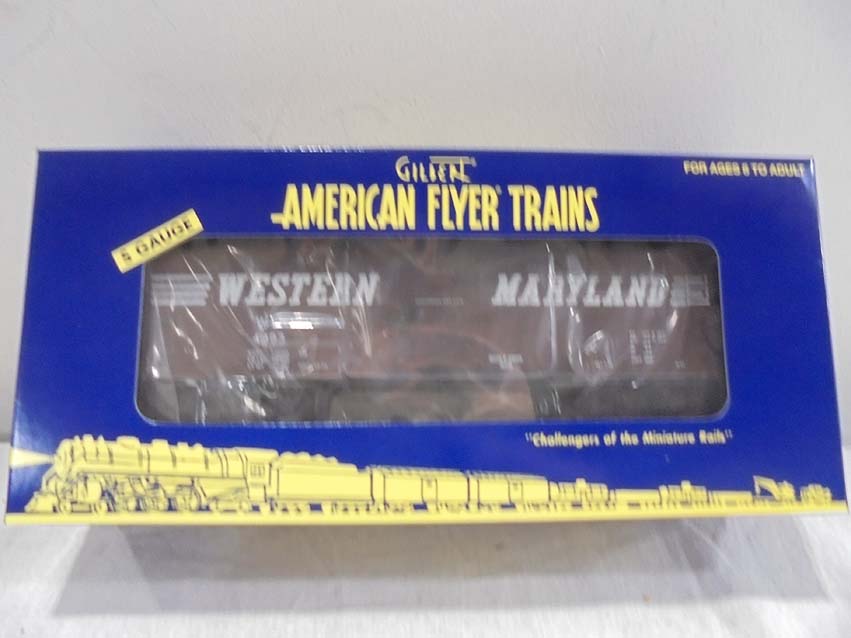 GILBERT
FOR AGES 8 TO ADULT
AMERICAN FLYER® TRAINS
S GAUGE
WESTERN MARYLAND
"Challengers of the Miniature Rails"